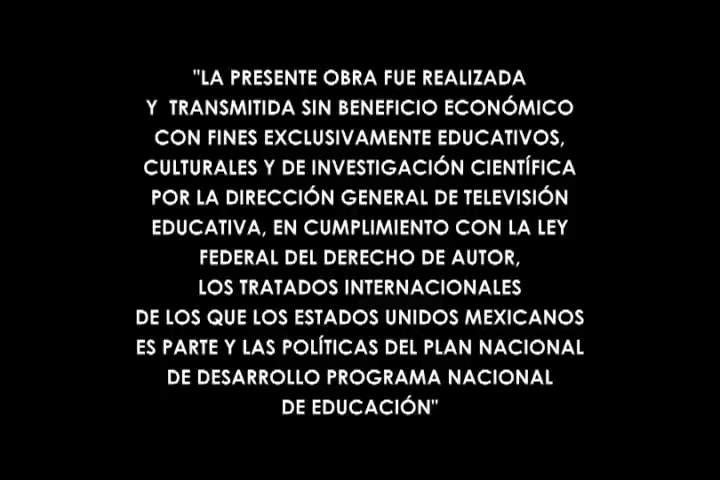 "LA PRESENTE OBRA FUE REALIZADA
Y TRANSMITIDA SIN BENEFICIO ECONÓMICO
CON FINES EXCLUSIVAMENTE EDUCATIVOS,
CULTURALES Y DE INVESTIGACIÓN CIENTÍFICA
POR LA DIRECCIÓN GENERAL DE TELEVISIÓN
EDUCATIVA, EN CUMPLIMIENTO CON LA LEY
FEDERAL DEL DERECHO DE AUTOR,
LOS TRATADOS INTERNACIONALES
DE LOS QUE LOS ESTADOS UNIDOS MEXICANOS
ES PARTE Y LAS POLÍTICAS DEL PLAN NACIONAL
DE DESARROLLO PROGRAMA NACIONAL
DE EDUCACIÓN"